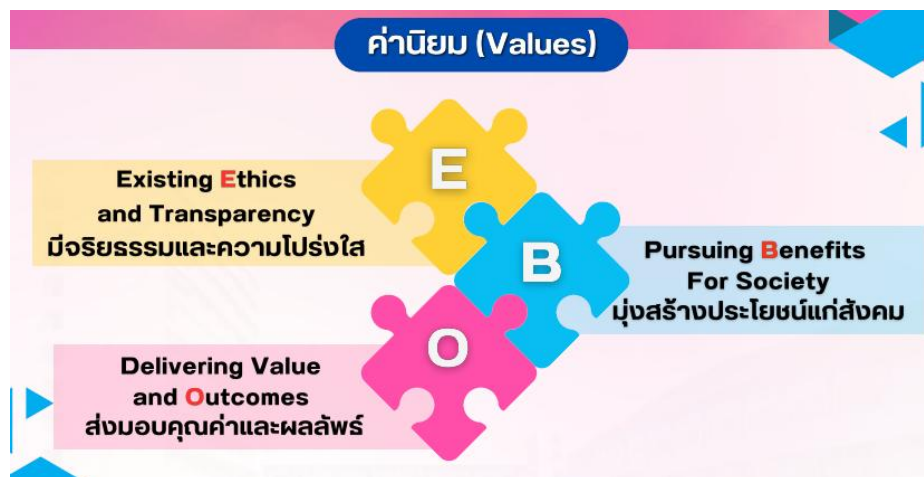 ค่านิยม (Values)
E
Existing Ethics
and Transparency
มีจริยธรรมและความโปร่งใส
B
Pursuing Benefits
For Society
มุ่งสร้างประโยชน์แก่สังคม
O
Delivering Value
and Outcomes
ส่งมอบคุณค่าและผลลัพธ์